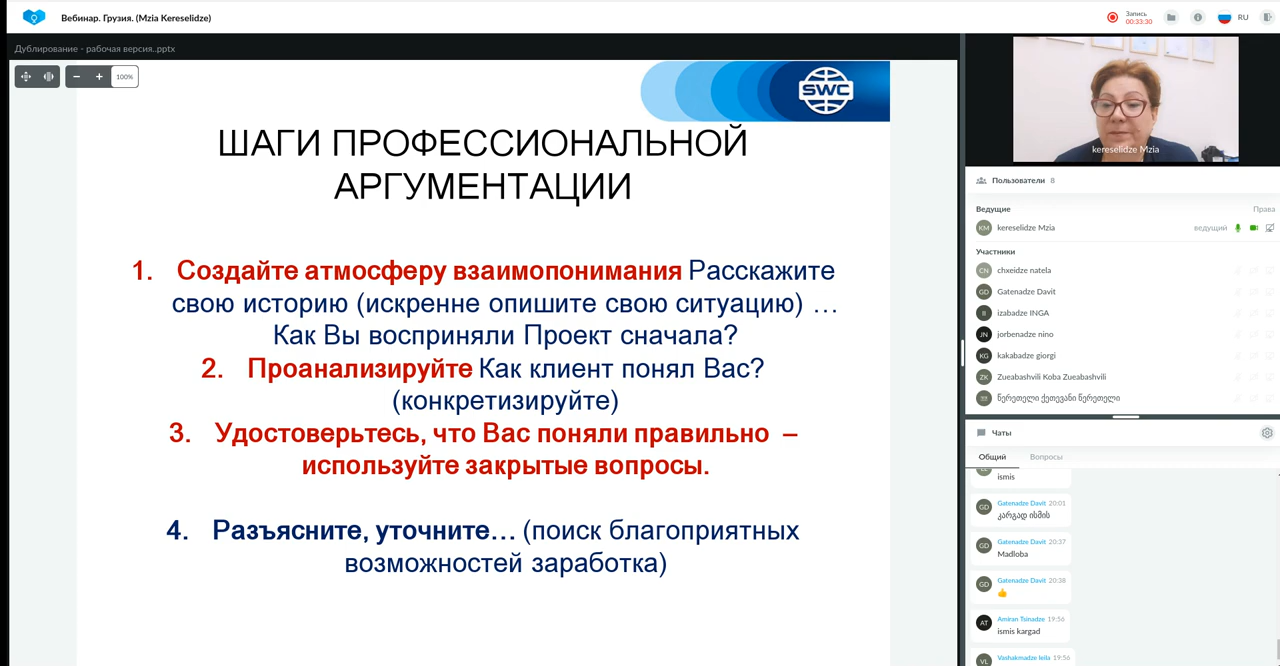 Вебинар. Грузия. (Mzia Kereselidze)
Запись
00:33:30
RU
Дублирование - рабочая версия..pptx
100%
SWC
ШАГИ ПРОФЕССИОНАЛЬНОЙ
АРГУМЕНТАЦИИ
1. Создайте атмосферу взаимопонимания Расскажите
свою историю (искренне опишите свою ситуацию) …
Как Вы восприняли Проект сначала?
2. Проанализируйте Как клиент понял Вас?
(конкретизируйте)
3. Удостоверьтесь, что Вас поняли правильно –
используйте закрытые вопросы.
4. Разъясните, уточните… (поиск благоприятных
возможностей заработка)
kereselidze Mzia
Пользователи 8
Ведущие Права
KM kereselidze Mzia ведущий
Участники
CN chxeidze natela
GD Gatenadze Davit
II izabadze INGA
JN jorbenadze nino
KG kakabadze giorgi
ZK Zueabashvili Koba Zueabashvili
წერეთელი ქეთევანი წერეთელი
Чаты
Общий Вопросы
ismis
GD Gatenadze Davit 20:01
კარგად ისმის
GD Gatenadze Davit 20:37
Madloba
GD Gatenadze Davit 20:38
👍
AT Amiran Tsinadze 19:56
ismis kargad
VL Vashakmadze leila 19:56